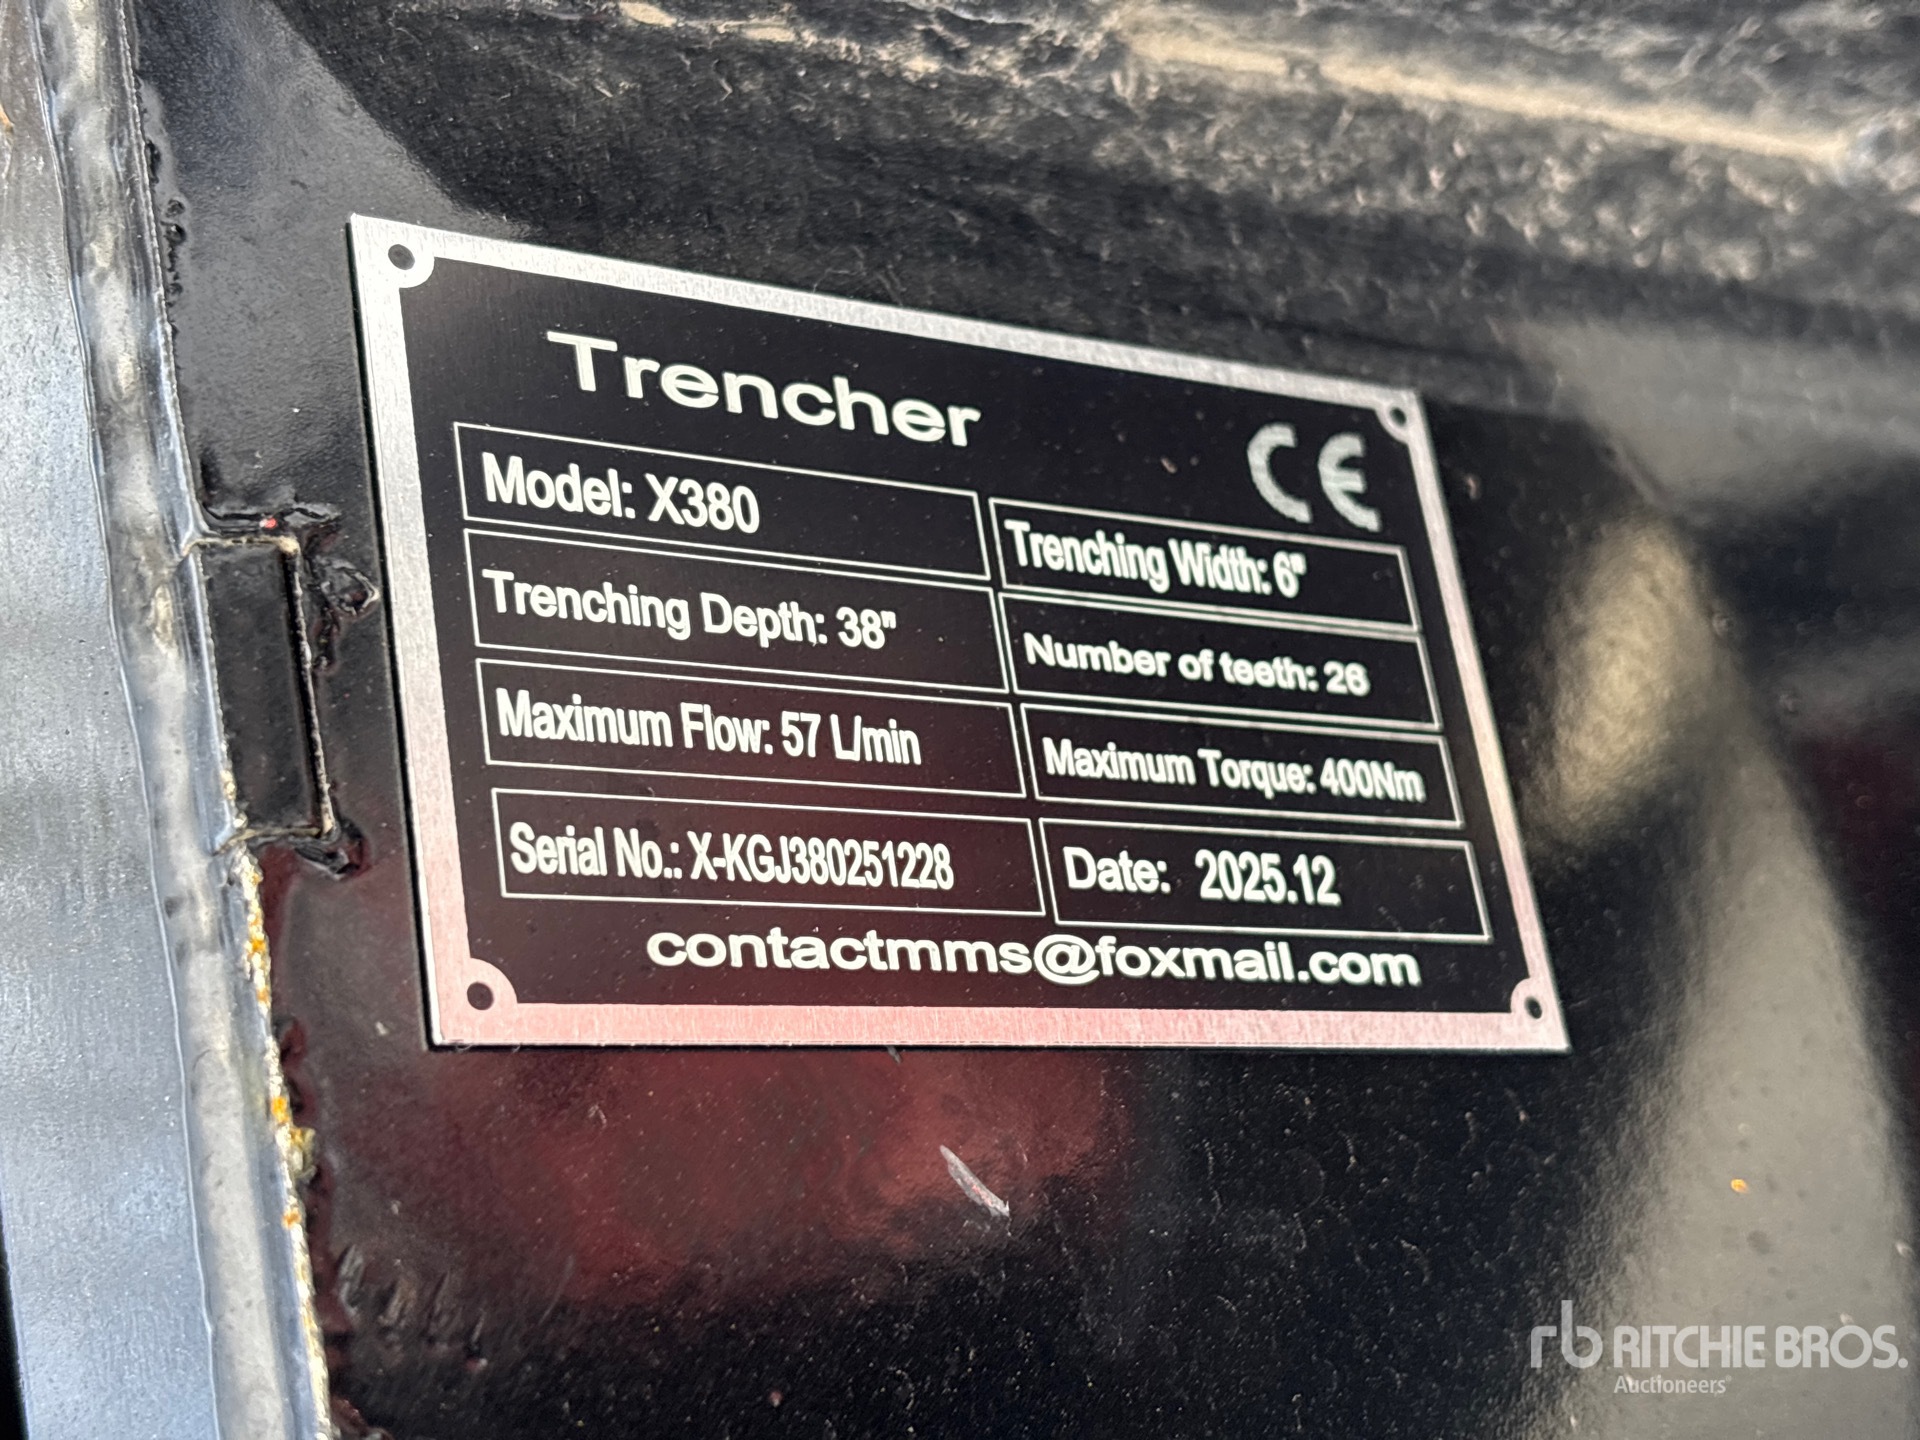 Trencher
CE
Model: X380
Trenching Width: 6"
Trenching Depth: 38"
Number of teeth: 26
Maximum Flow: 57 L/min
Maximum Torque: 400Nm
Serial No.: X-KGJ380251228
Date: 2025.12
contactmms@foxmail.com
rb RITCHIE BROS.
Auctioneers